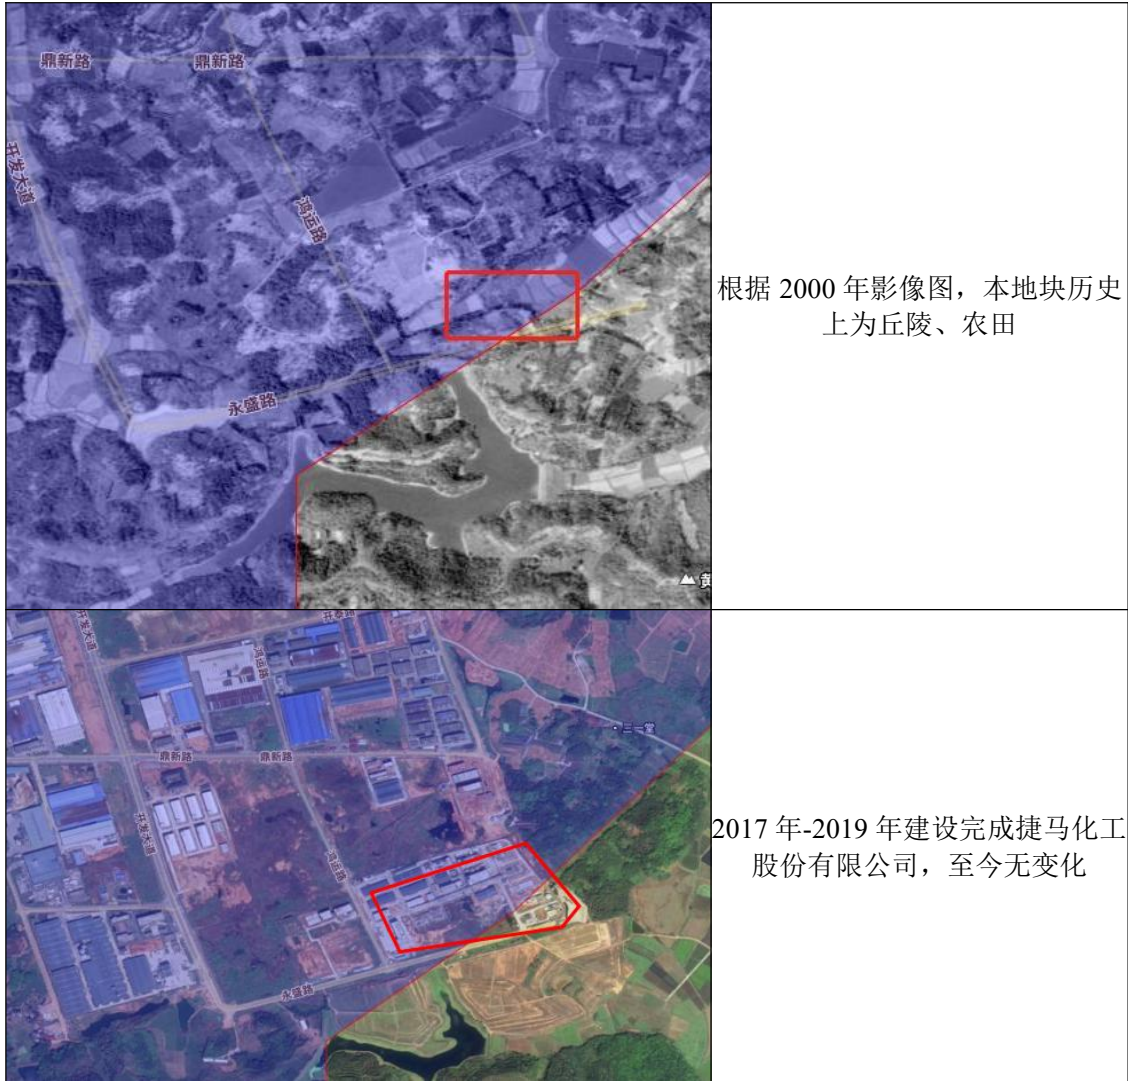 鼎新路
鼎新路
开发大道
鸿运路
永盛路
黄
根据 2000 年影像图，本地块历史
上为丘陵、农田
开发大道
鸿运路
鼎新路
鼎新路
开发大道
鸿运路
永盛路
2017 年-2019 年建设完成捷马化工
股份有限公司，至今无变化